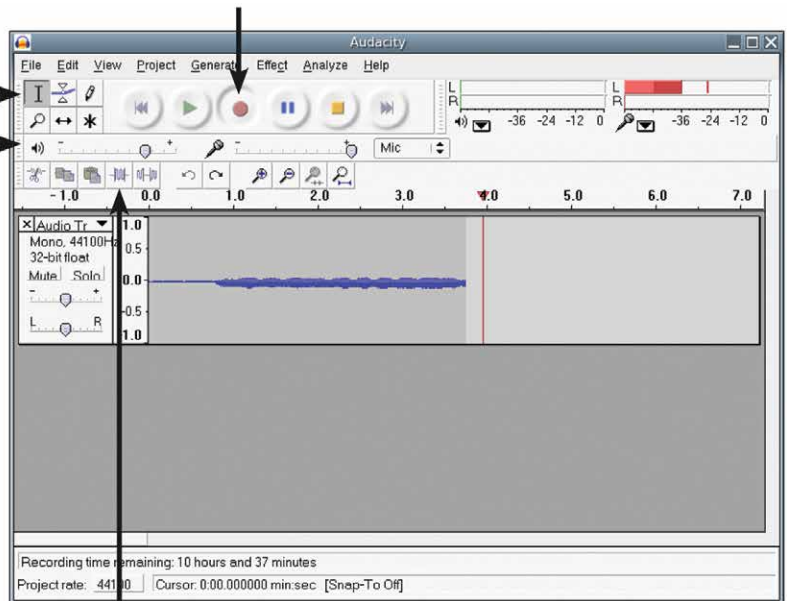 Audacity
File Edit View Project Generate Effect Analyze Help
L
R
-36 -24 -12 0
L
R
-36 -24 -12 0
- +
- +
Mic
-1.0 0.0 1.0 2.0 3.0 4.0 5.0 6.0 7.0
X Audio Tr
Mono, 44100Hz
32-bit float
Mute Solo
- +
L R
1.0
0.5
0.0
-0.5
1.0
Recording time remaining: 10 hours and 37 minutes
Project rate: 44100 Cursor: 0:00.000000 min:sec [Snap-To Off]